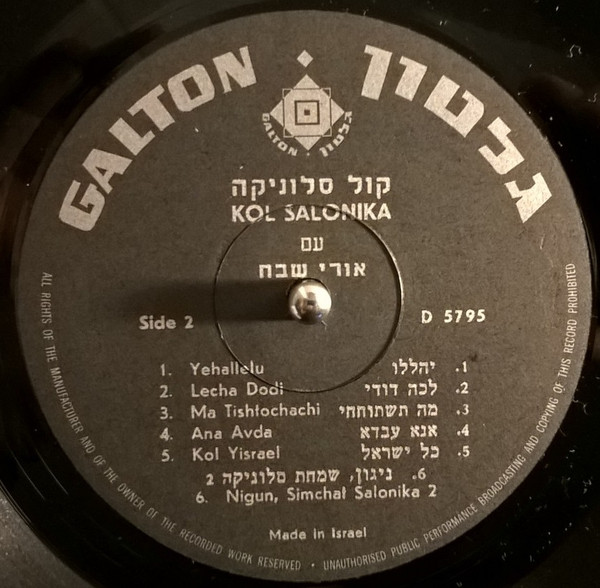 GALTON · גלטון
GALTON · גלטון
קול סלוניקה
KOL SALONIKA
עם
אורי שבח
Side 2
D 5795
1. Yehallelu יהללו .1
2. Lecha Dodi לכה דודי .2
3. Ma Tishtochachi מה תשתוחחי .3
4. Ana Avda אנא עבדא .4
5. Kol Yisrael כל ישראל .5
6. ניגון, שמחת סלוניקה 2
6. Nigun, Simchat Salonika 2
Made in Israel
ALL RIGHTS OF THE MANUFACTURER AND OF THE OWNER OF THE RECORDED WORK RESERVED · UNAUTHORISED PUBLIC PERFORMANCE BROADCASTING AND COPYING OF THIS RECORD PROHIBITED